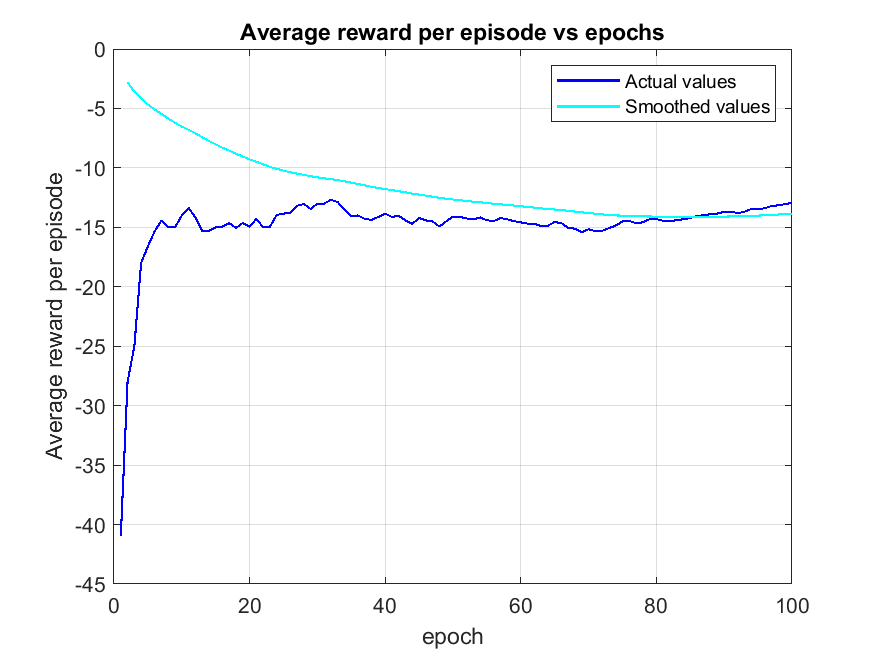 Average reward per episode vs epochs
Average reward per episode
0
-5
-10
-15
-20
-25
-30
-35
-40
-45
Actual values
Smoothed values
0 20 40 60 80 100
epoch